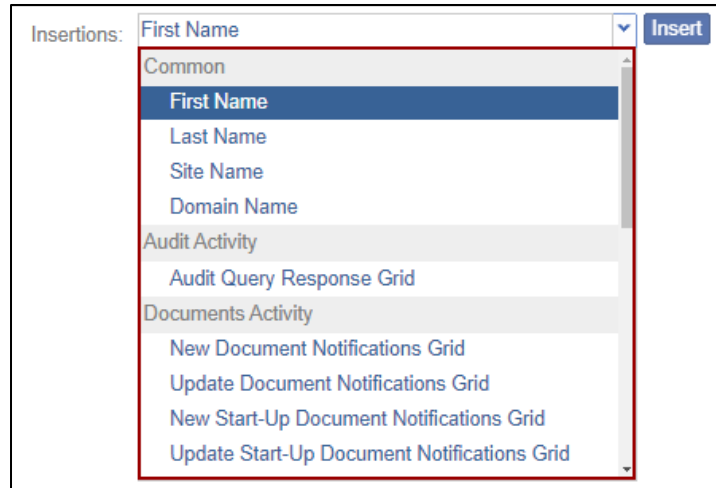 Insertions: First Name Insert
Common
First Name
Last Name
Site Name
Domain Name
Audit Activity
Audit Query Response Grid
Documents Activity
New Document Notifications Grid
Update Document Notifications Grid
New Start-Up Document Notifications Grid
Update Start-Up Document Notifications Grid